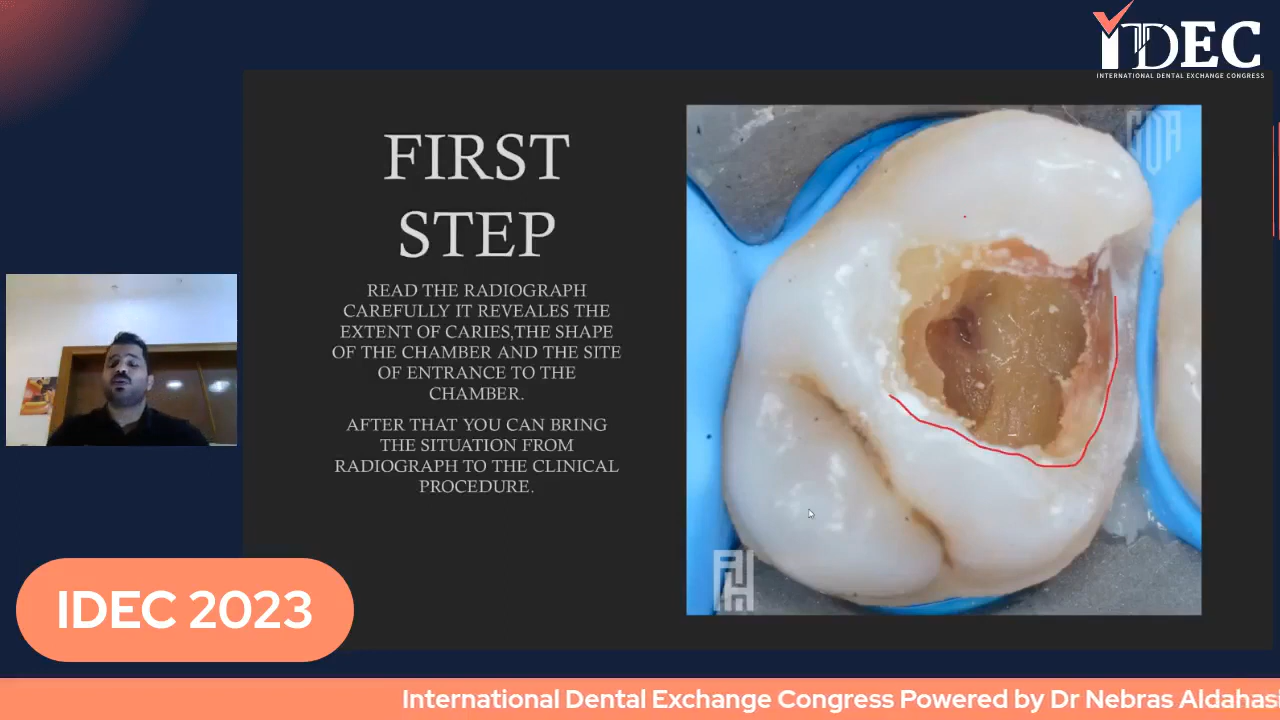 IDEC
INTERNATIONAL DENTAL EXCHANGE CONGRESS
FIRST
STEP
READ THE RADIOGRAPH
CAREFULLY IT REVEALES THE
EXTENT OF CARIES,THE SHAPE
OF THE CHAMBER AND THE SITE
OF ENTRANCE TO THE
CHAMBER.
AFTER THAT YOU CAN BRING
THE SITUATION FROM
RADIOGRAPH TO THE CLINICAL
PROCEDURE.
IDEC 2023
International Dental Exchange Congress Powered by Dr Nebras Aldahasi